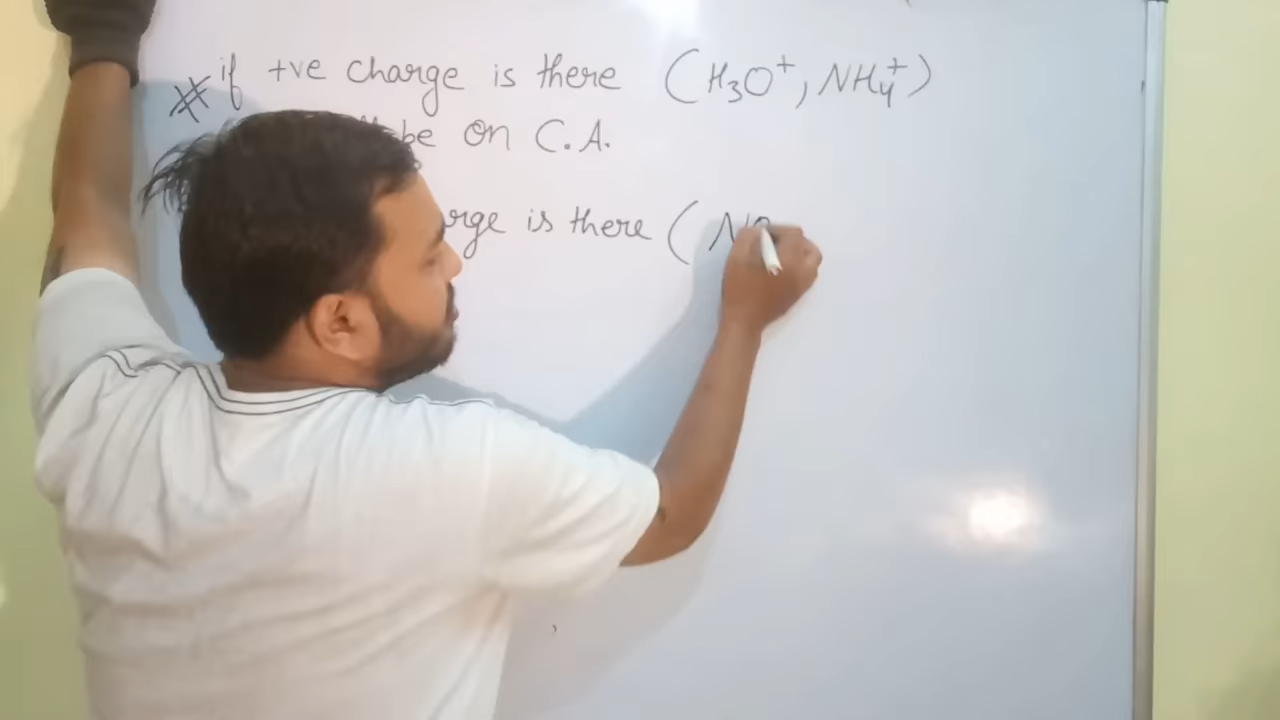 * if +ve charge is there (H₃O⁺, NH₄⁺)
be on C.A.
rge is there ( N